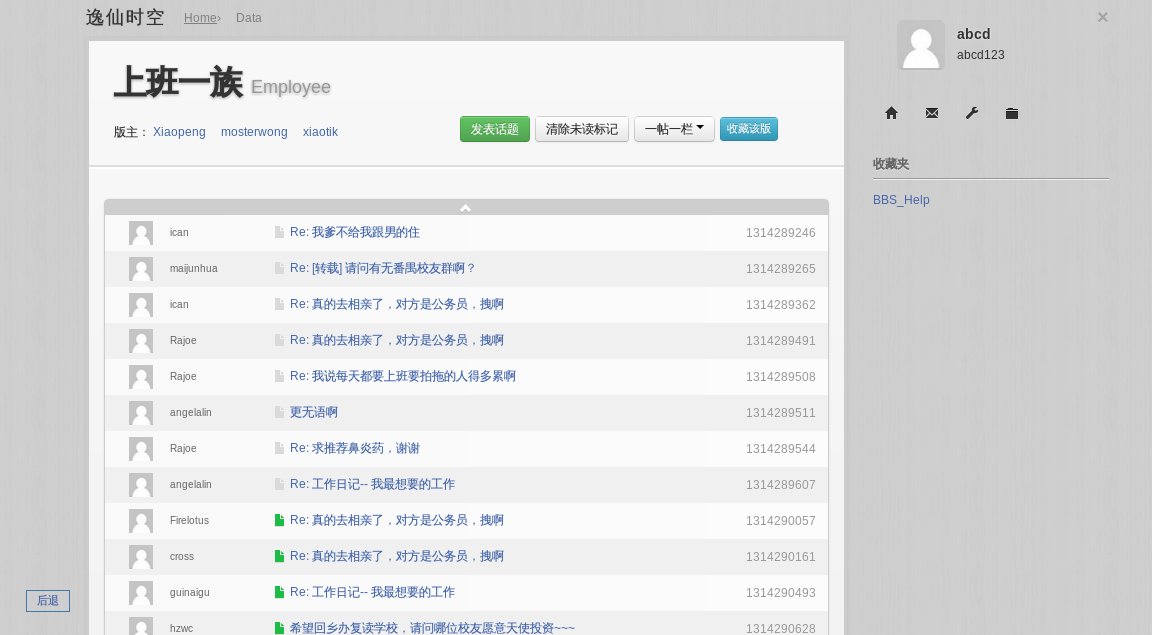 逸仙时空 Home› Data
×
abcd
abcd123
上班一族 Employee
版主： Xiaopeng mosterwong xiaotik
发表话题 清除未读标记 一帖一栏 收藏该版
收藏夹
BBS_Help
ican Re: 我爹不给我跟男的住 1314289246
maijunhua Re: [转载] 请问有无番禺校友群啊？ 1314289265
ican Re: 真的去相亲了，对方是公务员，拽啊 1314289362
Rajoe Re: 真的去相亲了，对方是公务员，拽啊 1314289491
Rajoe Re: 我说每天都要上班要拍拖的人得多累啊 1314289508
angelalin 更无语啊 1314289511
Rajoe Re: 求推荐鼻炎药，谢谢 1314289544
angelalin Re: 工作日记-- 我最想要的工作 1314289607
Firelotus Re: 真的去相亲了，对方是公务员，拽啊 1314290057
cross Re: 真的去相亲了，对方是公务员，拽啊 1314290161
guinaigu Re: 工作日记-- 我最想要的工作 1314290493
后退
hzwc 希望回乡办复读学校，请问哪位校友愿意天使投资~~~ 1314290628